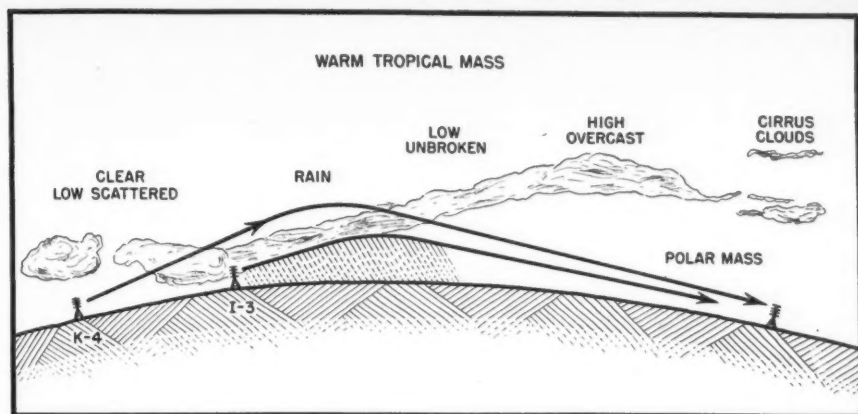 WARM TROPICAL MASS
CLEAR
LOW SCATTERED
RAIN
LOW
UNBROKEN
HIGH
OVERCAST
CIRRUS
CLOUDS
POLAR MASS
K-4
I-3